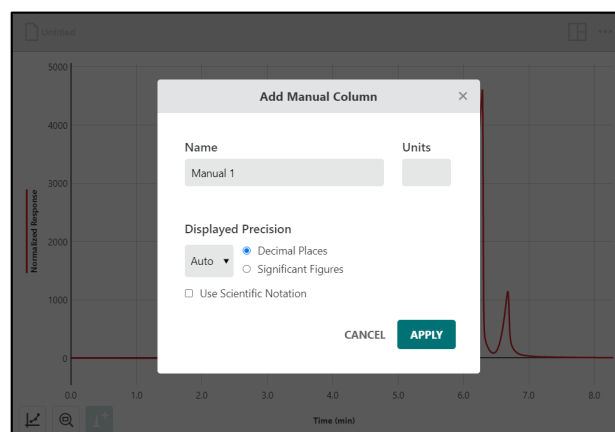 Untitled
Add Manual Column ×
Name Units
Manual 1
Displayed Precision
Auto
Decimal Places
Significant Figures
Use Scientific Notation
CANCEL APPLY
Normalized Response
5000
4000
3000
2000
1000
0
0.0 1.0 2.0 3.0 4.0 5.0 6.0 7.0 8.0
Time (min)